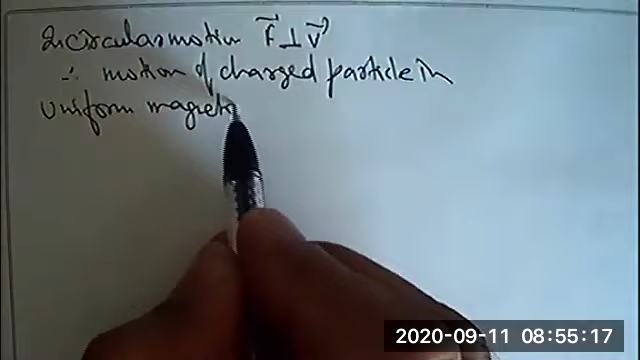 In circular motion F⃗ ⊥ V⃗
∴ motion of charged particle in
uniform magnetic
2020-09-11 08:55:17